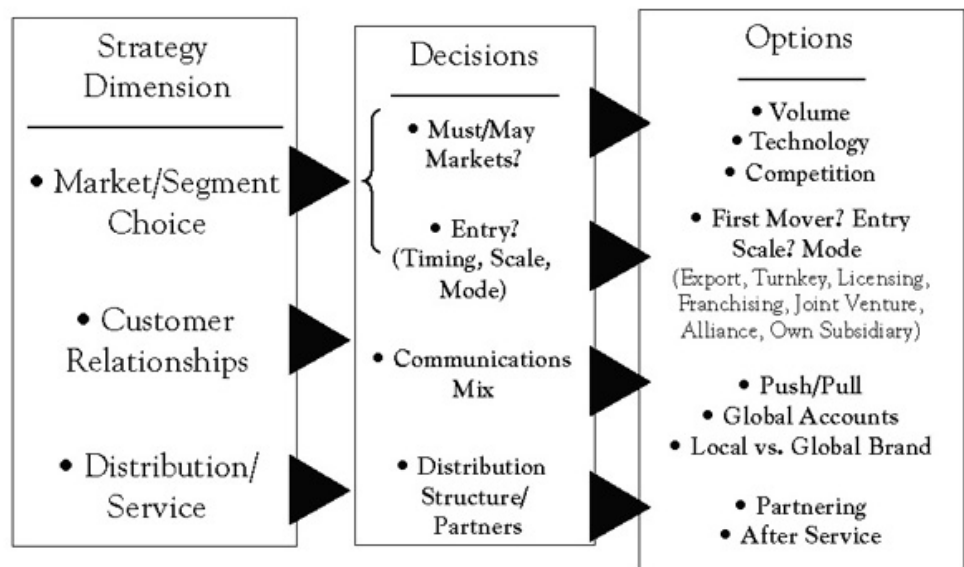 Strategy
Dimension
• Market/Segment
Choice
• Customer
Relationships
• Distribution/
Service
Decisions
• Must/May
Markets?
• Entry?
(Timing, Scale,
Mode)
• Communications
Mix
• Distribution
Structure/
Partners
Options
• Volume
• Technology
• Competition
• First Mover? Entry
Scale? Mode
(Export, Turnkey, Licensing,
Franchising, Joint Venture,
Alliance, Own Subsidiary)
• Push/Pull
• Global Accounts
• Local vs. Global Brand
• Partnering
• After Service